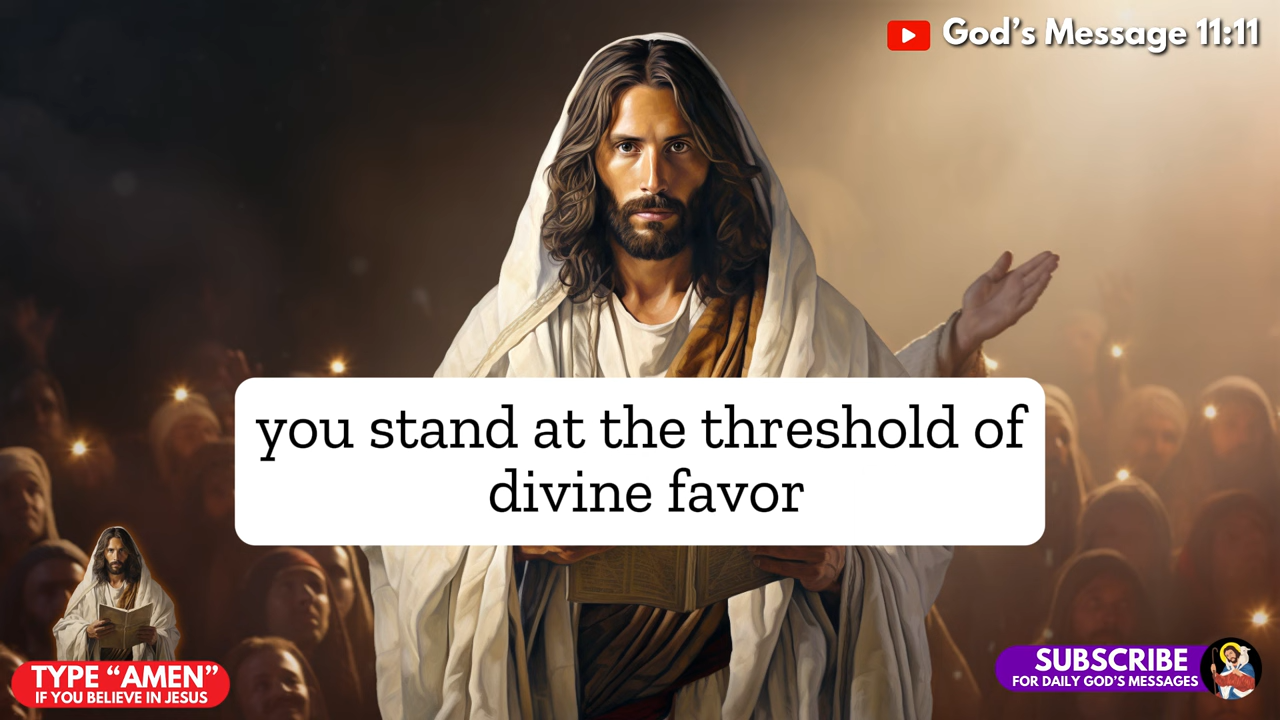 God's Message 11:11
you stand at the threshold of
divine favor
TYPE “AMEN”
IF YOU BELIEVE IN JESUS
SUBSCRIBE
FOR DAILY GOD'S MESSAGES